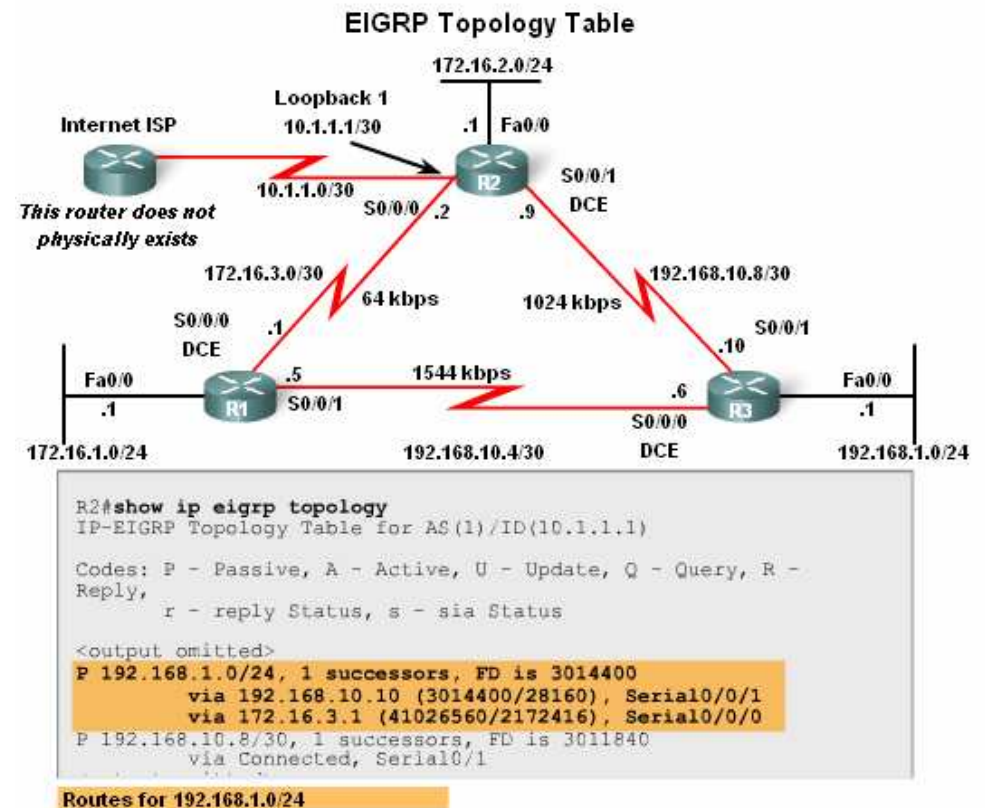 EIGRP Topology Table
172.16.2.0/24
Loopback 1
Internet ISP
10.1.1.1/30
.1
Fa0/0
R2
S0/0/1
DCE
10.1.1.0/30
S0/0/0
.2
.9
This router does not
physically exists
172.16.3.0/30
192.168.10.8/30
64 kbps
1024 kbps
S0/0/0
DCE
.1
S0/0/1
.10
Fa0/0
.1
R1
.5
S0/0/1
1544 kbps
.6
S0/0/0
DCE
R3
Fa0/0
.1
172.16.1.0/24
192.168.10.4/30
192.168.1.0/24
R2#show ip eigrp topology
IP-EIGRP Topology Table for AS(1)/ID(10.1.1.1)
Codes: P - Passive, A - Active, U - Update, Q - Query, R -
Reply,
r - reply Status, s - sia Status
<output omitted>
P 192.168.1.0/24, 1 successors, FD is 3014400
via 192.168.10.10 (3014400/28160), Serial0/0/1
via 172.16.3.1 (41026560/2172416), Serial0/0/0
P 192.168.10.8/30, 1 successors, FD is 3011840
via Connected, Serial0/1
Routes for 192.168.1.0/24